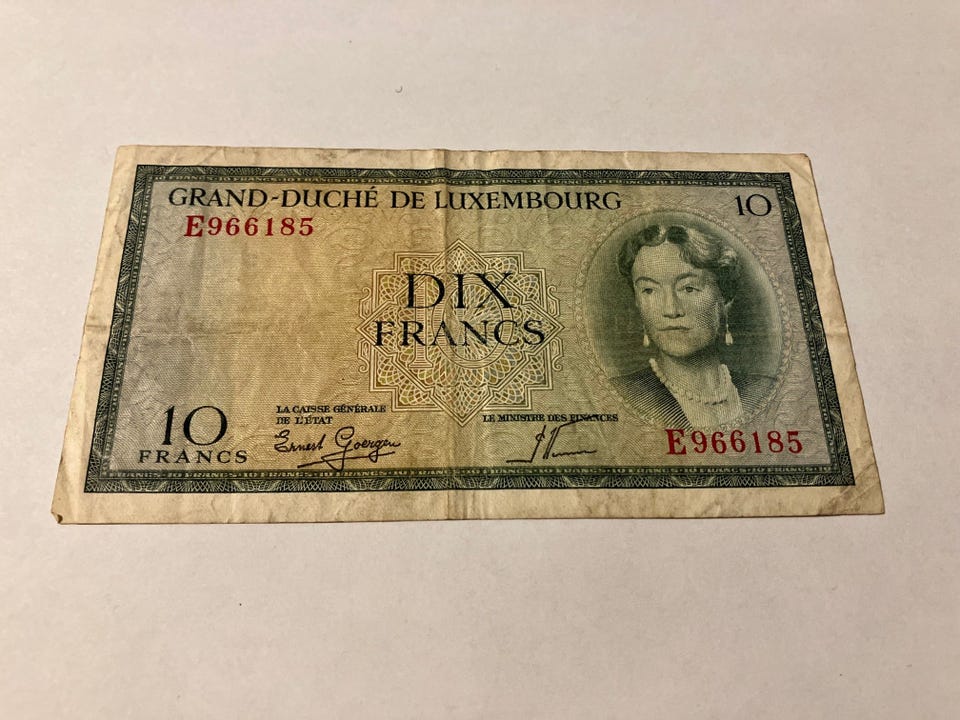 GRAND-DUCHÉ DE LUXEMBOURG
10
E966185
DIX
FRANCS
10
FRANCS
LA CAISSE GÉNÉRALE
DE L'ÉTAT
Ernest Goergen
LE MINISTRE DES FINANCES
E966185